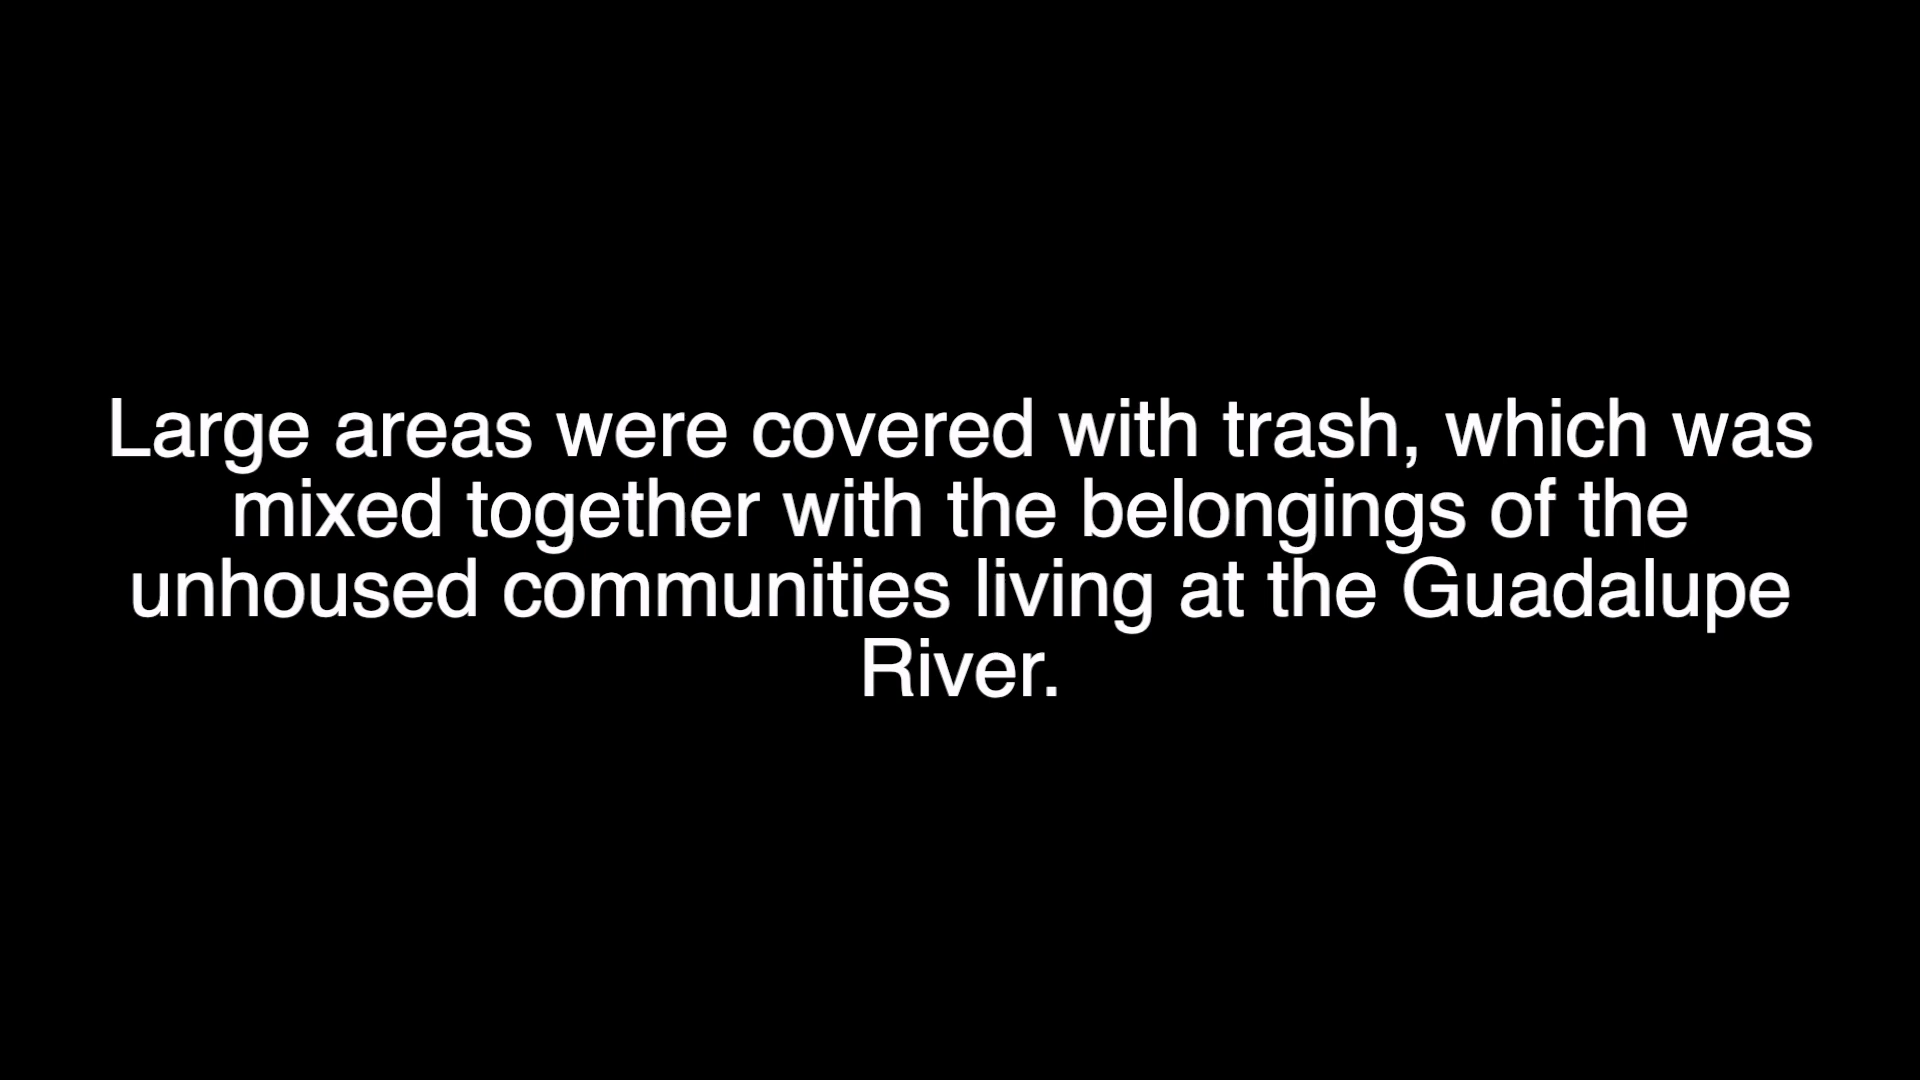 Large areas were covered with trash, which was
mixed together with the belongings of the
unhoused communities living at the Guadalupe
River.